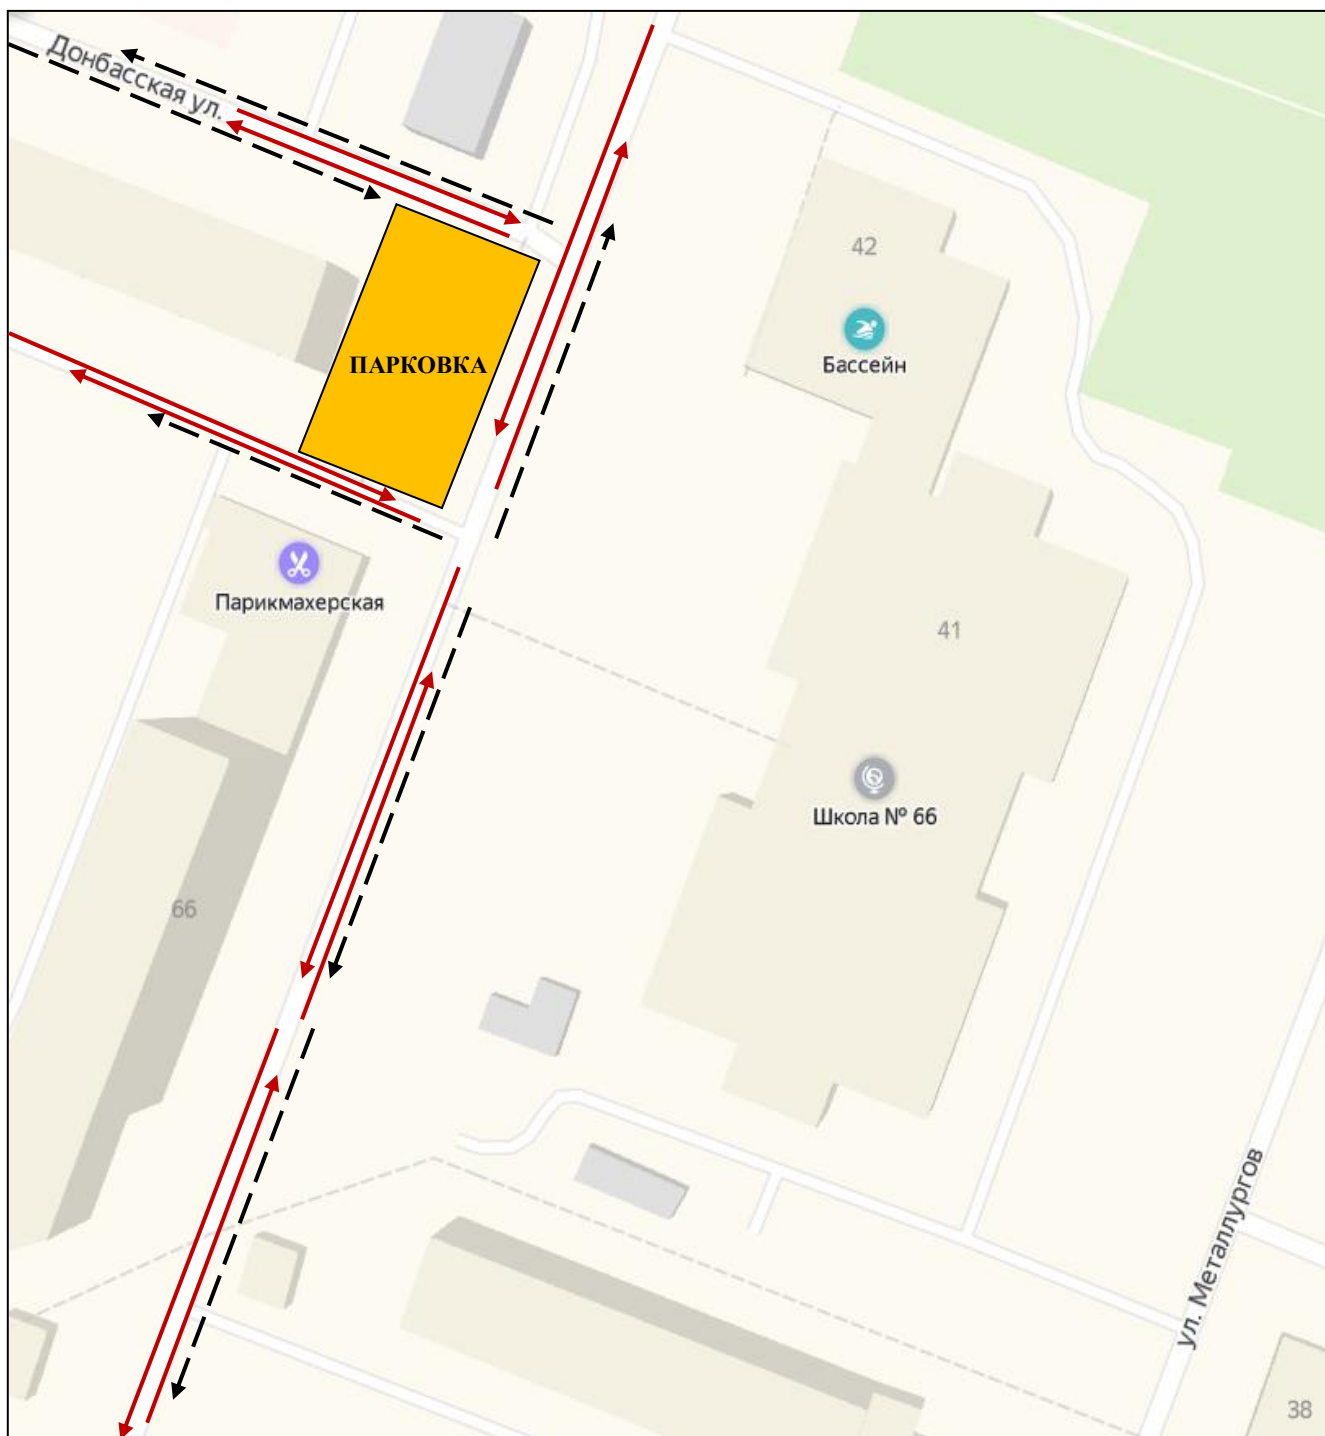 Донбасская ул.
42
Бассейн
ПАРКОВКА
Парикмахерская
41
Школа № 66
66
ул. Металлургов
38